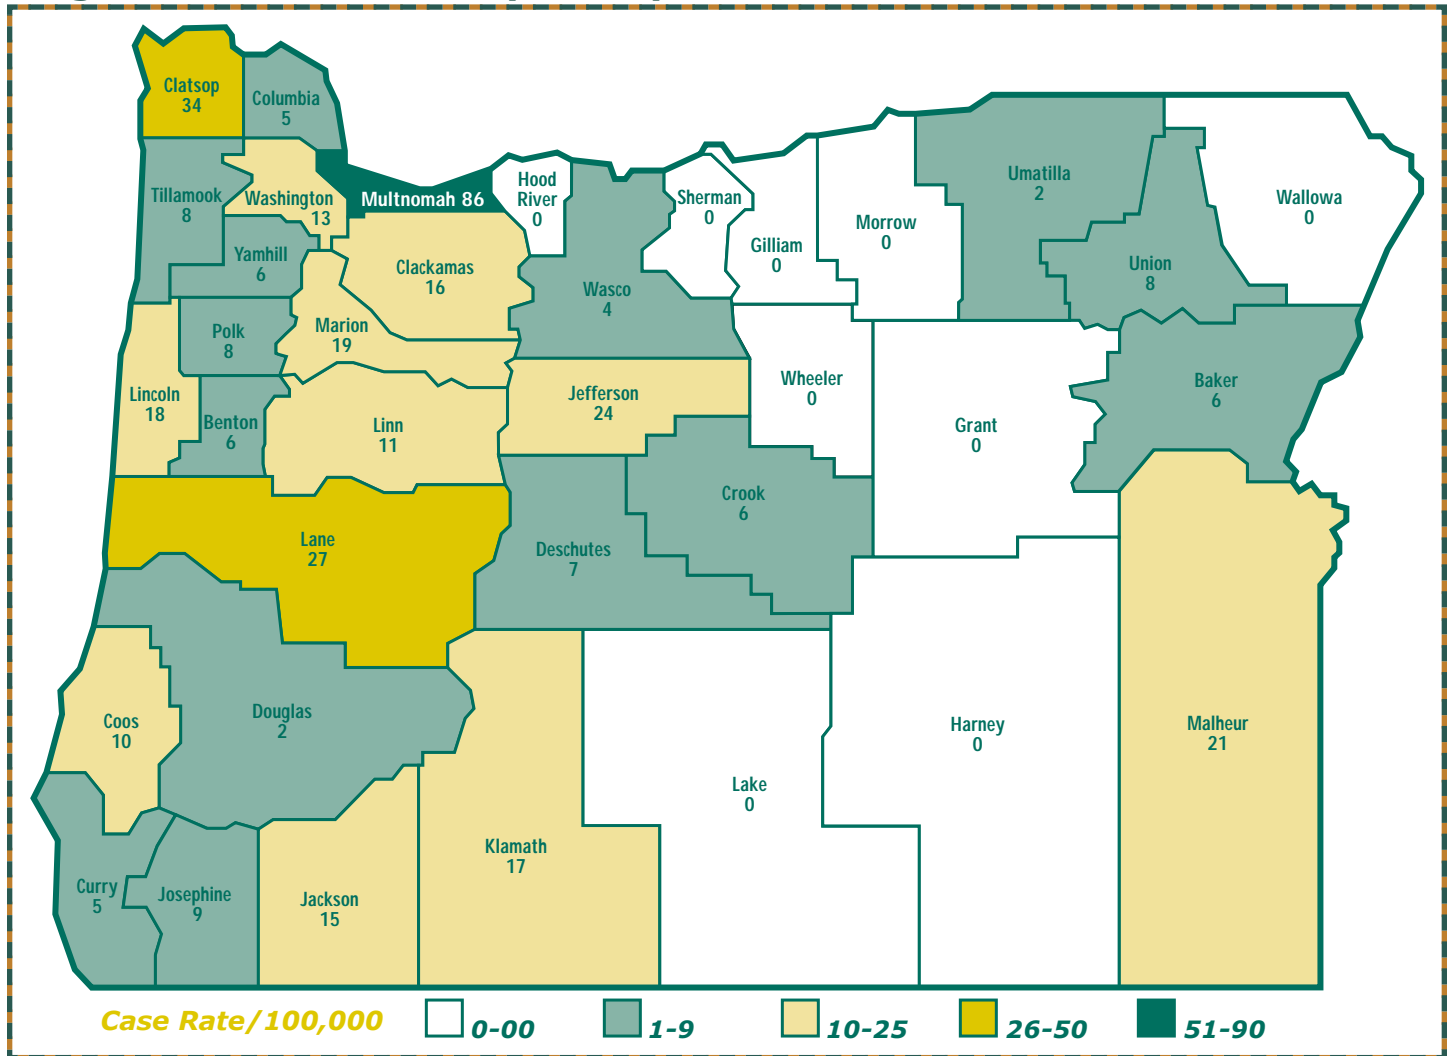 Clatsop
34
Columbia
5
Tillamook
8
Washington
13
Multnomah 86
Hood
River
0
Sherman
0
Gilliam
0
Morrow
0
Umatilla
2
Wallowa
0
Union
8
Yamhill
6
Clackamas
16
Wasco
4
Polk
8
Marion
19
Lincoln
18
Benton
6
Linn
11
Jefferson
24
Wheeler
0
Grant
0
Baker
6
Lane
27
Deschutes
7
Crook
6
Coos
10
Douglas
2
Harney
0
Malheur
21
Lake
0
Klamath
17
Curry
5
Josephine
9
Jackson
15
Case Rate/100,000
0-00
1-9
10-25
26-50
51-90